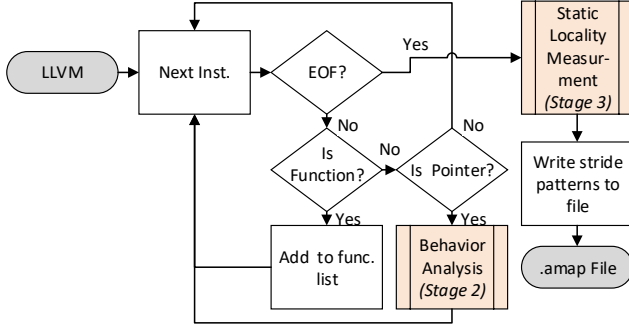 LLVM
Next Inst.
EOF?
Yes
No
Is
Function?
No
Is Pointer?
No
Yes
Add to func.
list
Yes
Behavior
Analysis
(Stage 2)
Static
Locality
Measur-
ment
(Stage 3)
Write stride
patterns to
file
.amap File